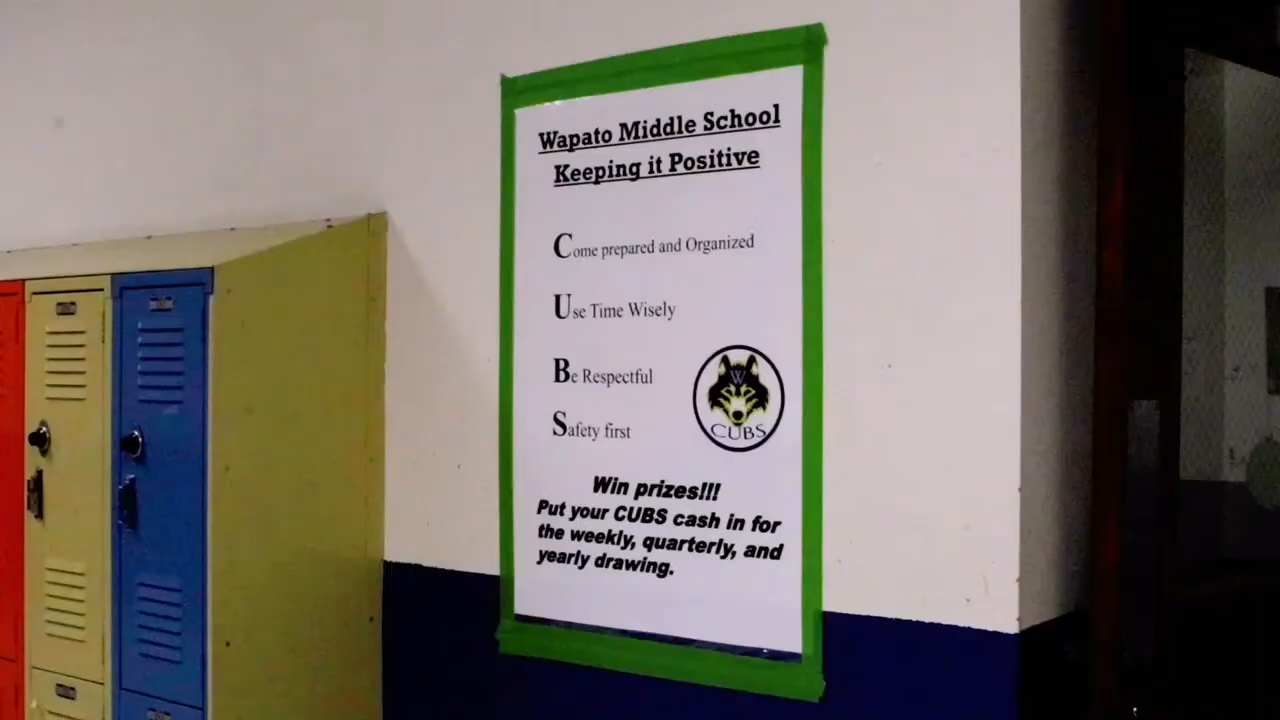 Wapato Middle School
Keeping it Positive
Come prepared and Organized
Use Time Wisely
Be Respectful
Safety first
W
CUBS
Win prizes!!!
Put your CUBS cash in for
the weekly, quarterly, and
yearly drawing.